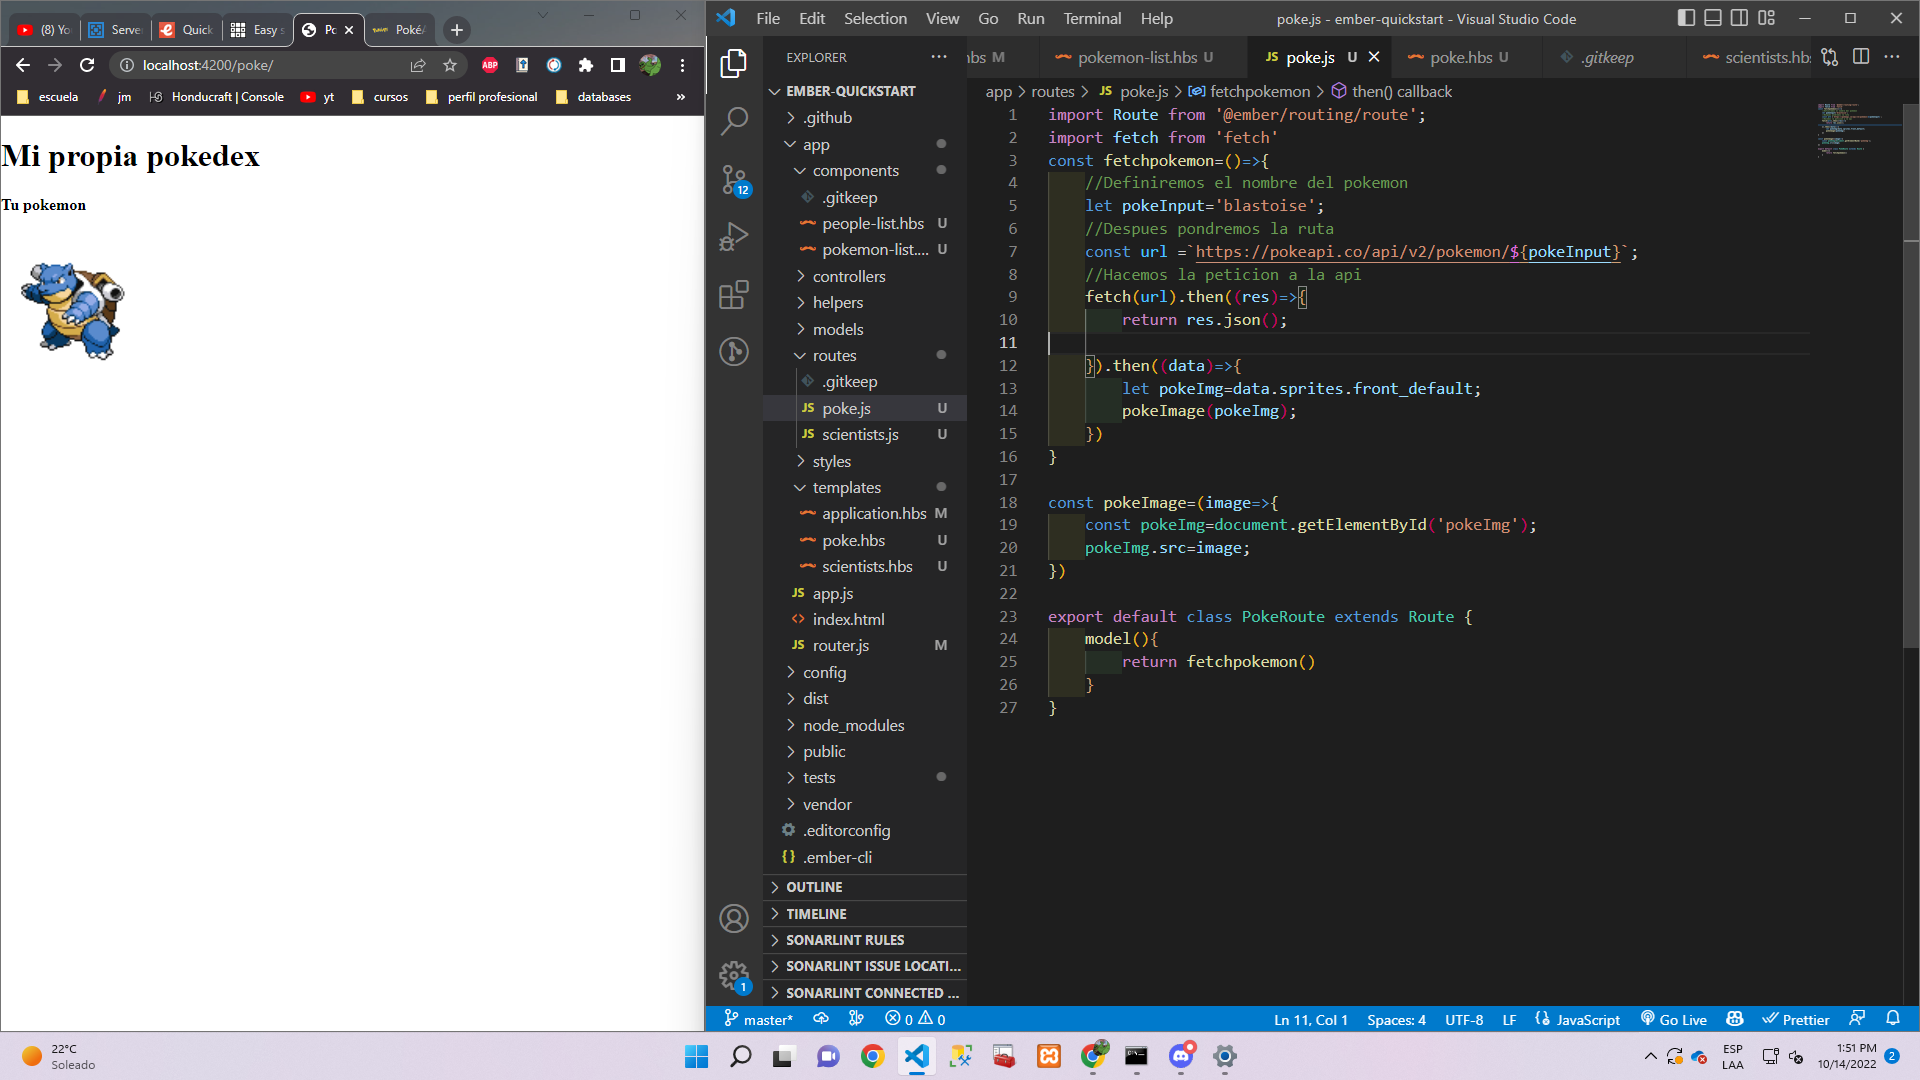 (8) Yo
Serve
Quick
Easy s
Po
PokéA
localhost:4200/poke/
ABP
escuela
jm
Honducraft | Console
yt
cursos
perfil profesional
databases
»
Mi propia pokedex
Tu pokemon
File Edit Selection View Go Run Terminal Help
poke.js - ember-quickstart - Visual Studio Code
EXPLORER
EMBER-QUICKSTART
.github
app
components
.gitkeep
people-list.hbs U
pokemon-list.... U
controllers
helpers
models
routes
.gitkeep
JS poke.js U
JS scientists.js U
styles
templates
application.hbs M
poke.hbs U
scientists.hbs U
JS app.js
index.html
JS router.js M
config
dist
node_modules
public
tests
vendor
.editorconfig
.ember-cli
OUTLINE
TIMELINE
SONARLINT RULES
SONARLINT ISSUE LOCATI...
SONARLINT CONNECTED ...
12
1
hbs M
pokemon-list.hbs U
JS poke.js U
poke.hbs U
.gitkeep
scientists.hbs
app > routes > JS poke.js > fetchpokemon > then() callback
1 import Route from '@ember/routing/route';
2 import fetch from 'fetch'
3 const fetchpokemon=()=>{
4 //Definiremos el nombre del pokemon
5 let pokeInput='blastoise';
6 //Despues pondremos la ruta
7 const url =`https://pokeapi.co/api/v2/pokemon/${pokeInput}`;
8 //Hacemos la peticion a la api
9 fetch(url).then((res)=>{
10 return res.json();
11
12 }).then((data)=>{
13 let pokeImg=data.sprites.front_default;
14 pokeImage(pokeImg);
15 })
16 }
17
18 const pokeImage=(image=>{
19 const pokeImg=document.getElementById('pokeImg');
20 pokeImg.src=image;
21 })
22
23 export default class PokeRoute extends Route {
24 model(){
25 return fetchpokemon()
26 }
27 }
master*
0 0
Ln 11, Col 1
Spaces: 4
UTF-8
LF
JavaScript
Go Live
Prettier
22°C
Soleado
ESP
LAA
1:51 PM
10/14/2022
2